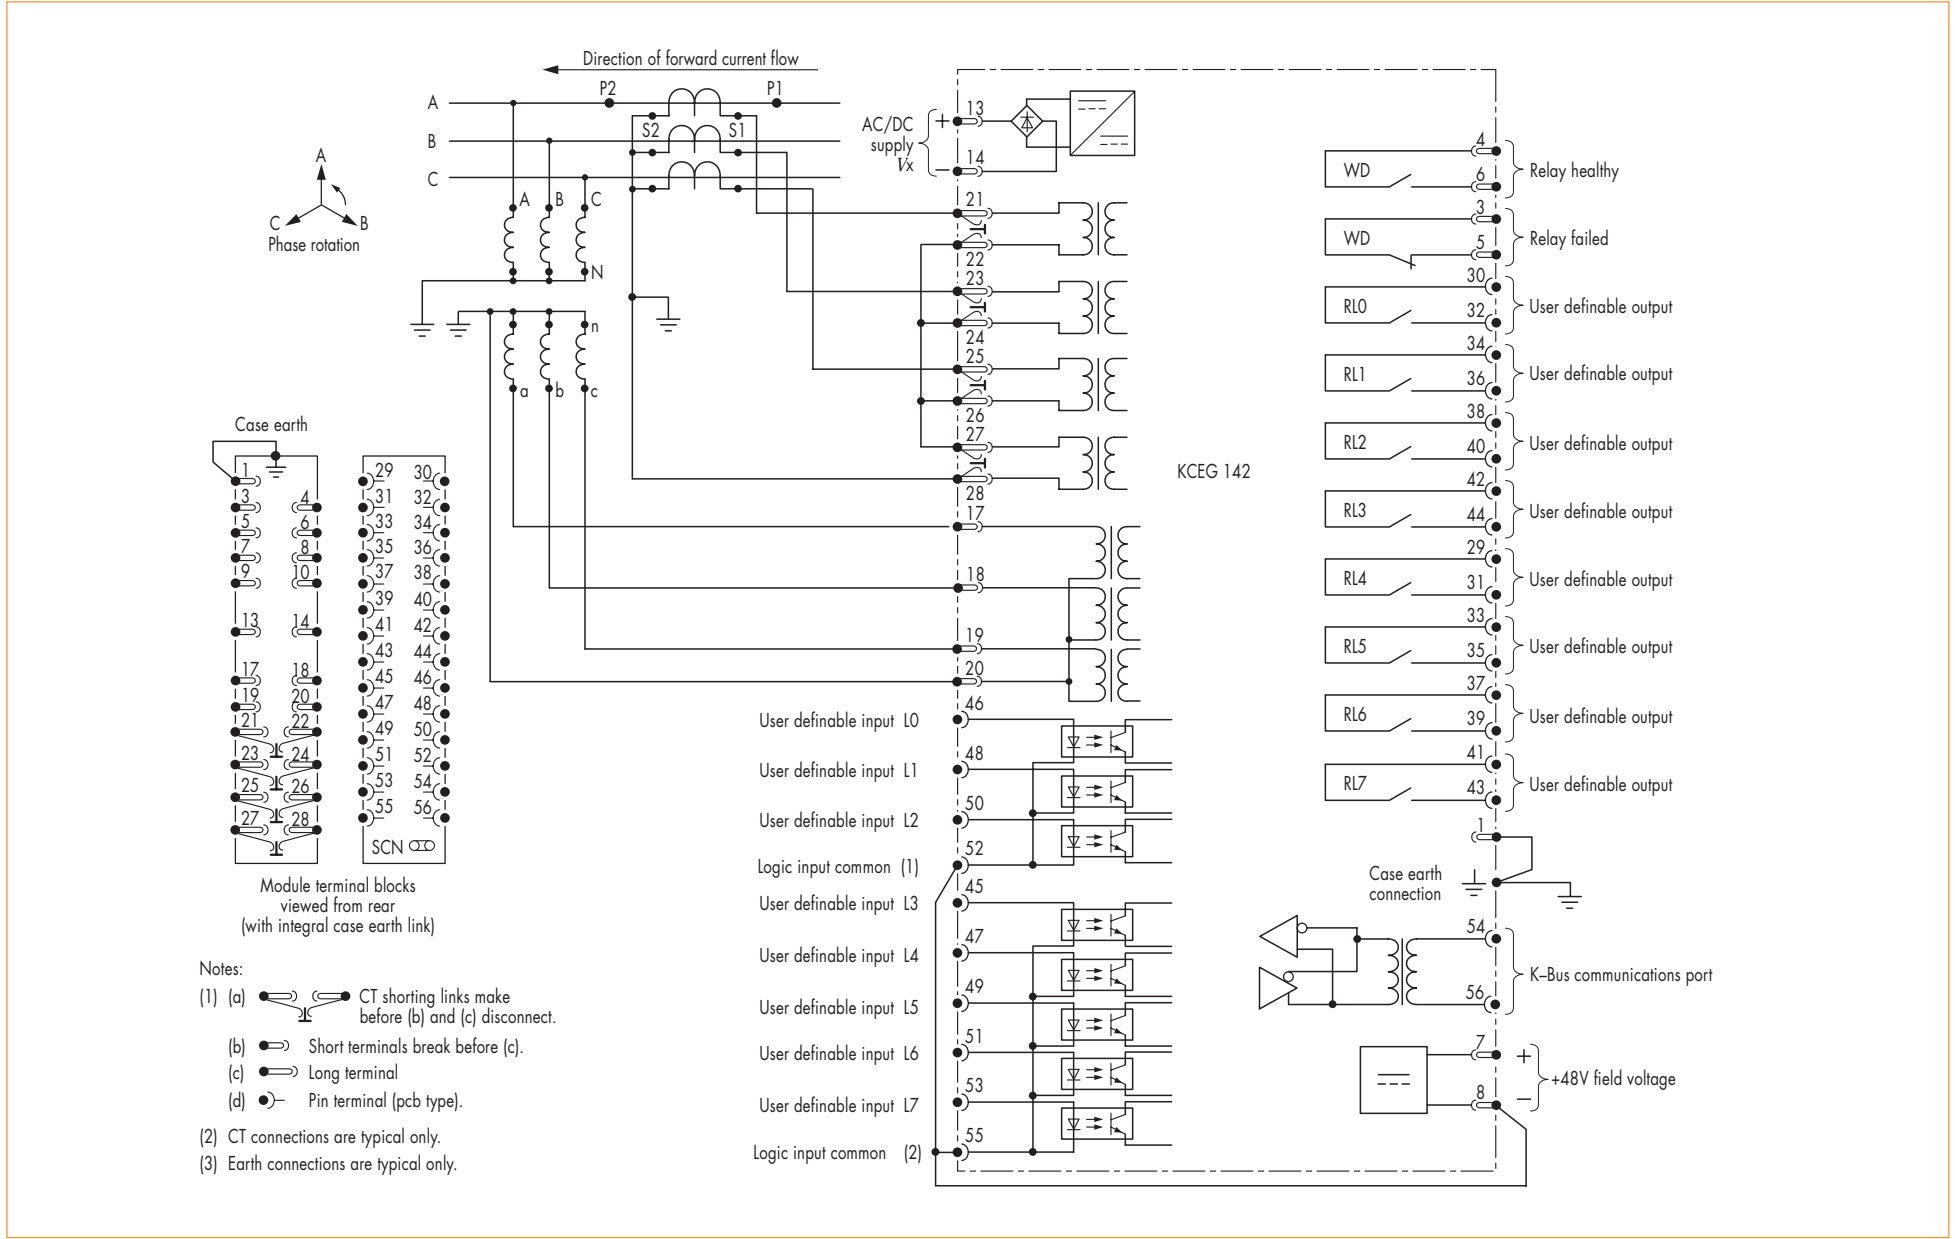 Direction of forward current flow
A
P2
P1
B
S2
S1
C
A
B
C
N
n
a
b
c
A
C
B
Phase rotation
AC/DC
supply
Vx
+
13
14
–
21
22
23
24
25
26
27
28
17
18
19
20
KCEG 142
User definable input L0
46
User definable input L1
48
User definable input L2
50
Logic input common (1)
52
User definable input L3
45
User definable input L4
47
User definable input L5
49
User definable input L6
51
User definable input L7
53
Logic input common (2)
55
WD
4
6
Relay healthy
WD
3
5
Relay failed
RL0
30
32
User definable output
RL1
34
36
User definable output
RL2
38
40
User definable output
RL3
42
44
User definable output
RL4
29
31
User definable output
RL5
33
35
User definable output
RL6
37
39
User definable output
RL7
41
43
User definable output
1
Case earth
connection
54
56
K–Bus communications port
7
+
8
–
+48V field voltage
Case earth
1
3 4
5 6
7 8
9 10
13 14
17 18
19 20
21 22
23 24
25 26
27 28
29 30
31 32
33 34
35 36
37 38
39 40
41 42
43 44
45 46
47 48
49 50
51 52
53 54
55 56
SCN
Module terminal blocks
viewed from rear
(with integral case earth link)
Notes:
(1) (a) CT shorting links make
before (b) and (c) disconnect.
(b) Short terminals break before (c).
(c) Long terminal
(d) Pin terminal (pcb type).
(2) CT connections are typical only.
(3) Earth connections are typical only.